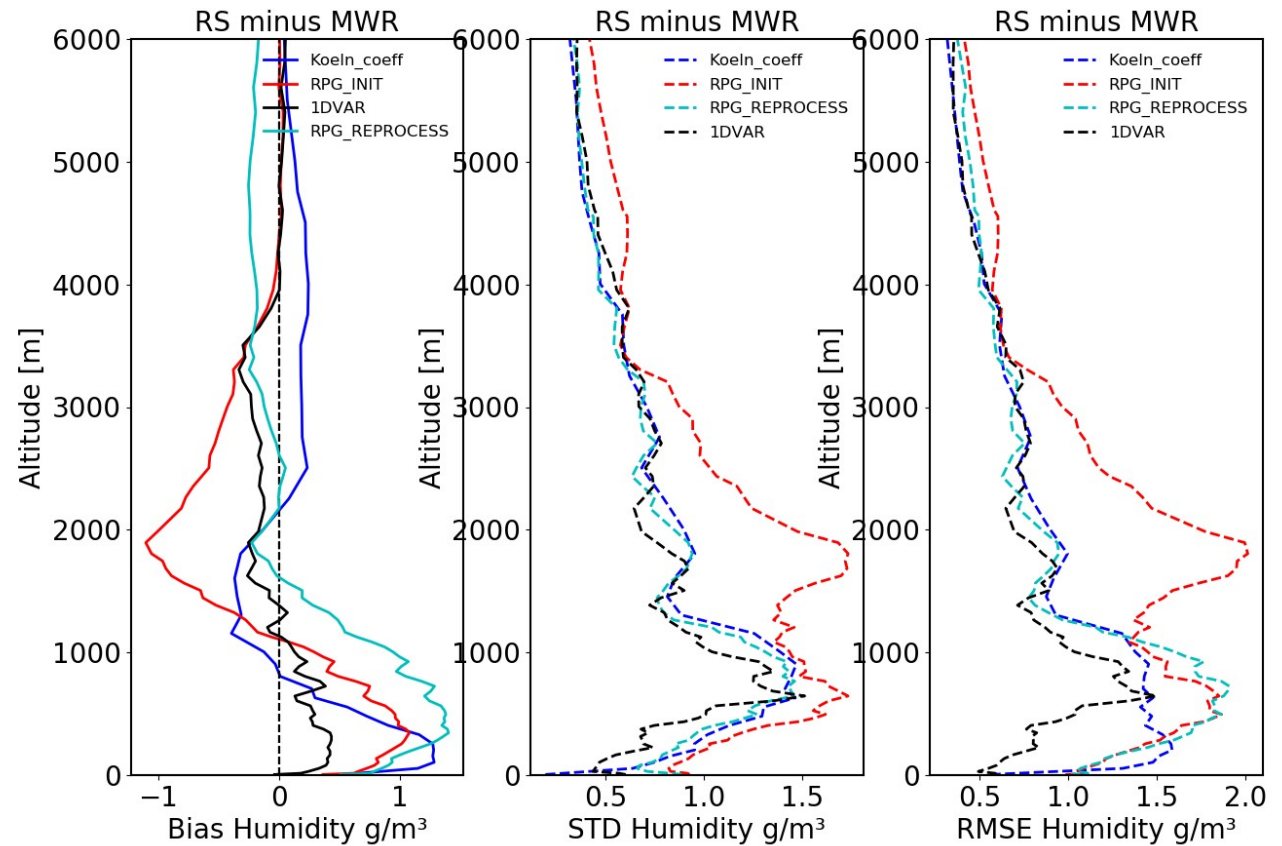 RS minus MWR
6000
5000
4000
3000
2000
1000
0
Altitude [m]
Koeln_coeff
RPG_INIT
1DVAR
RPG_REPROCESS
−1
0
1
Bias Humidity g/m³
RS minus MWR
6000
5000
4000
3000
2000
1000
0
Altitude [m]
Koeln_coeff
RPG_INIT
RPG_REPROCESS
1DVAR
0.5
1.0
1.5
STD Humidity g/m³
RS minus MWR
6000
5000
4000
3000
2000
1000
0
Altitude [m]
Koeln_coeff
RPG_INIT
RPG_REPROCESS
1DVAR
0.5
1.0
1.5
2.0
RMSE Humidity g/m³